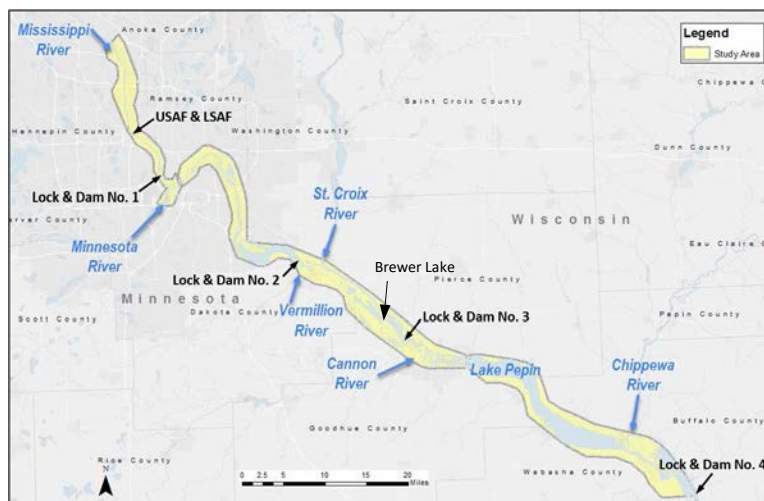 Mississippi
River
Anoka County
Legend
Study Area
Chippewa C
Ramsey County
Saint Croix County
USAF & LSAF
Hennepin County
Washington County
Dunn County
Lock & Dam No. 1
St. Croix
River
arver County
Wisconsin
Minnesota
River
Eau Claire C
Brewer Lake
Lock & Dam No. 2
Pierce County
Minnesota
Vermillion
River
Dakota County
Lock & Dam No. 3
Scott County
Pepin County
Cannon
River
Lake Pepin
Chippewa
River
Goodhue County
Buffalo County
Rice County
N
0 2.5 5 10 15 20
Miles
Wabasha County
Lock & Dam No. 4